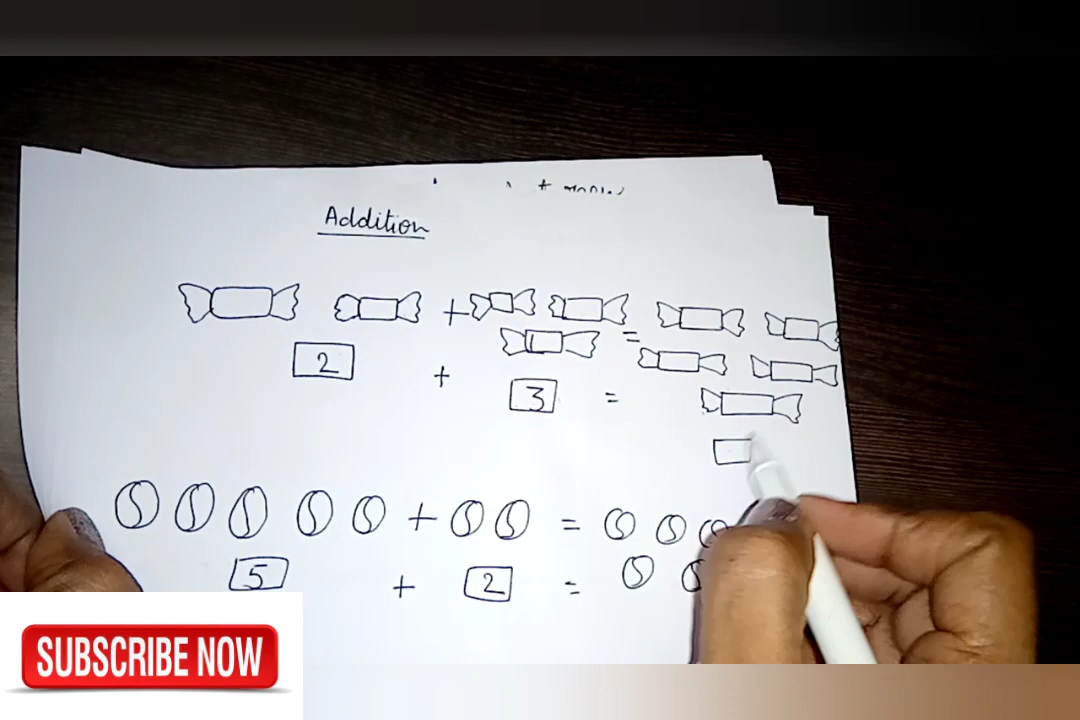 Addition
+ =
2 + 3 =
+ =
5 + 2 =
SUBSCRIBE NOW